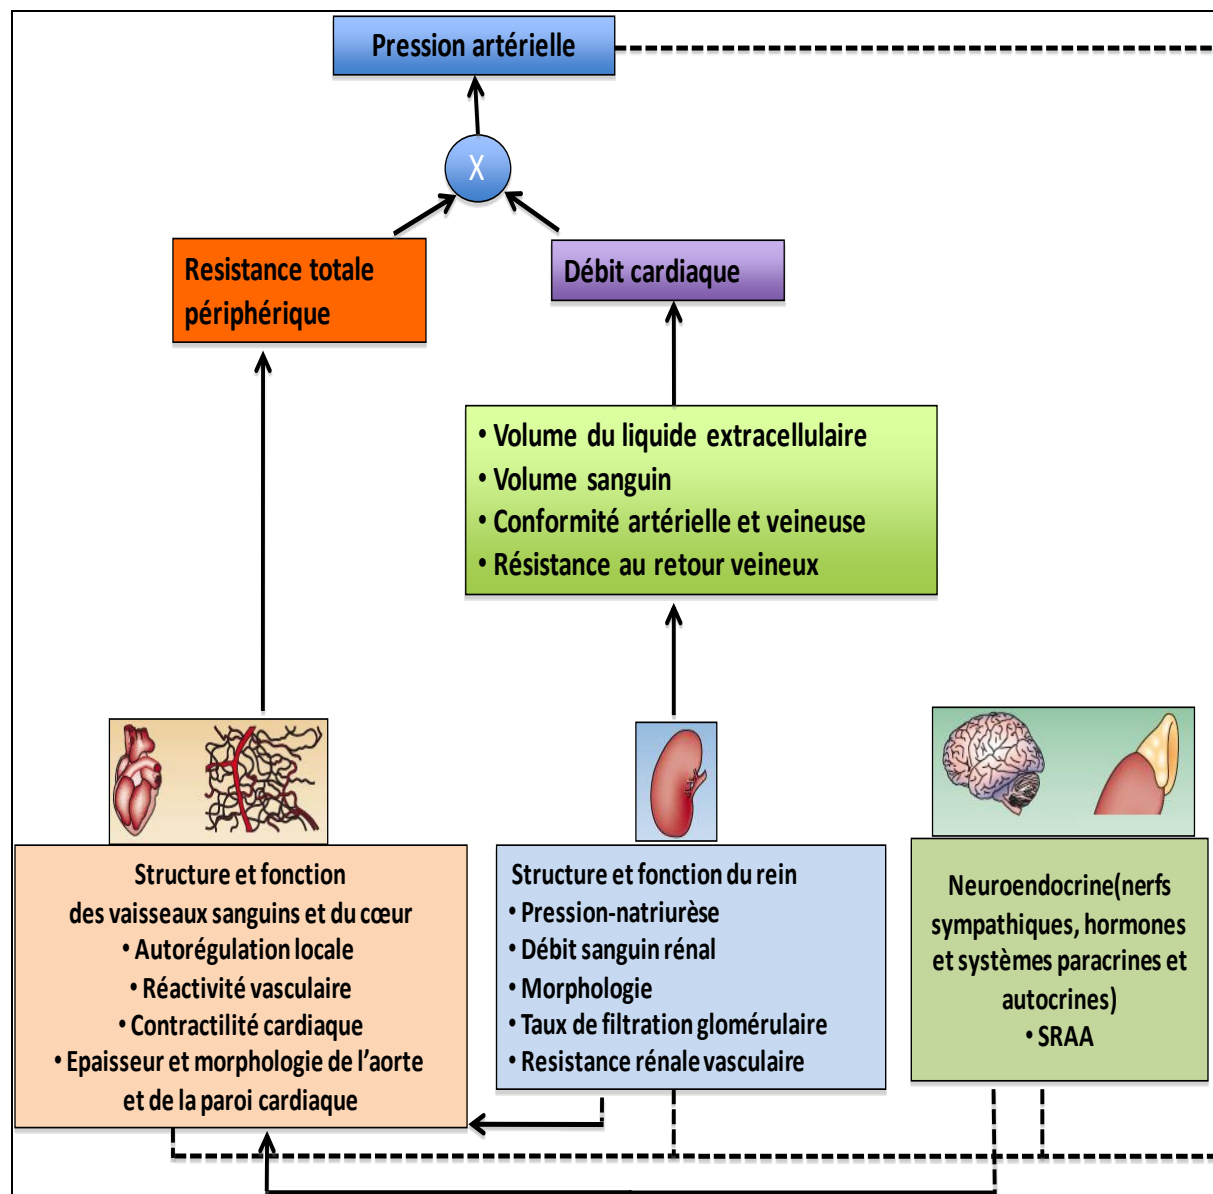 Pression artérielle
X
Resistance totale
périphérique
Débit cardiaque
• Volume du liquide extracellulaire
• Volume sanguin
• Conformité artérielle et veineuse
• Résistance au retour veineux
Structure et fonction
des vaisseaux sanguins et du cœur
• Autorégulation locale
• Réactivité vasculaire
• Contractilité cardiaque
• Epaisseur et morphologie de l’aorte
et de la paroi cardiaque
Structure et fonction du rein
• Pression-natriurèse
• Débit sanguin rénal
• Morphologie
• Taux de filtration glomérulaire
• Resistance rénale vasculaire
Neuroendocrine(nerfs
sympathiques, hormones
et systèmes paracrines et
autocrines)
• SRAA